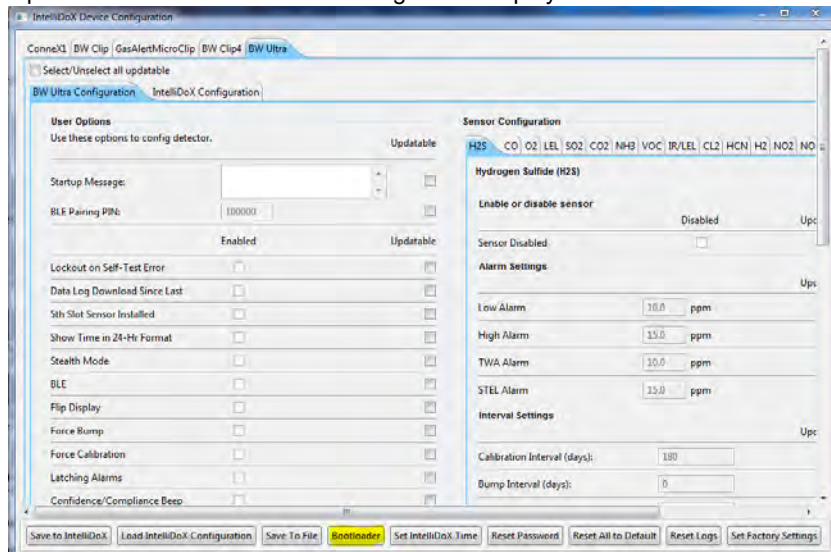 IntelliDoX Device Configuration
ConneX1 BW Clip GasAlertMicroClip BW Clip4 BW Ultra
Select/Unselect all updatable
BW Ultra Configuration IntelliDoX Configuration
User Options
Use these options to config detector.
Updatable
Startup Message:
BLE Pairing PIN: 100000
Enabled Updatable
Lockout on Self-Test Error
Data Log Download Since Last
5th Slot Sensor Installed
Show Time in 24-Hr Format
Stealth Mode
BLE
Flip Display
Force Bump
Force Calibration
Latching Alarms
Confidence/Compliance Beep
Sensor Configuration
H2S CO O2 LEL SO2 CO2 NH3 VOC IR/LEL CL2 HCN H2 NO2 NO
Hydrogen Sulfide (H2S)
Enable or disable sensor
Disabled
Sensor Disabled
Alarm Settings
Low Alarm 10.0 ppm
High Alarm 15.0 ppm
TWA Alarm 10.0 ppm
STEL Alarm 15.0 ppm
Interval Settings
Calibration Interval (days): 180
Bump Interval (days): 0
Save to IntelliDoX Load IntelliDoX Configuration Save To File Bootloader Set IntelliDoX Time Reset Password Reset All to Default Reset Logs Set Factory Settings